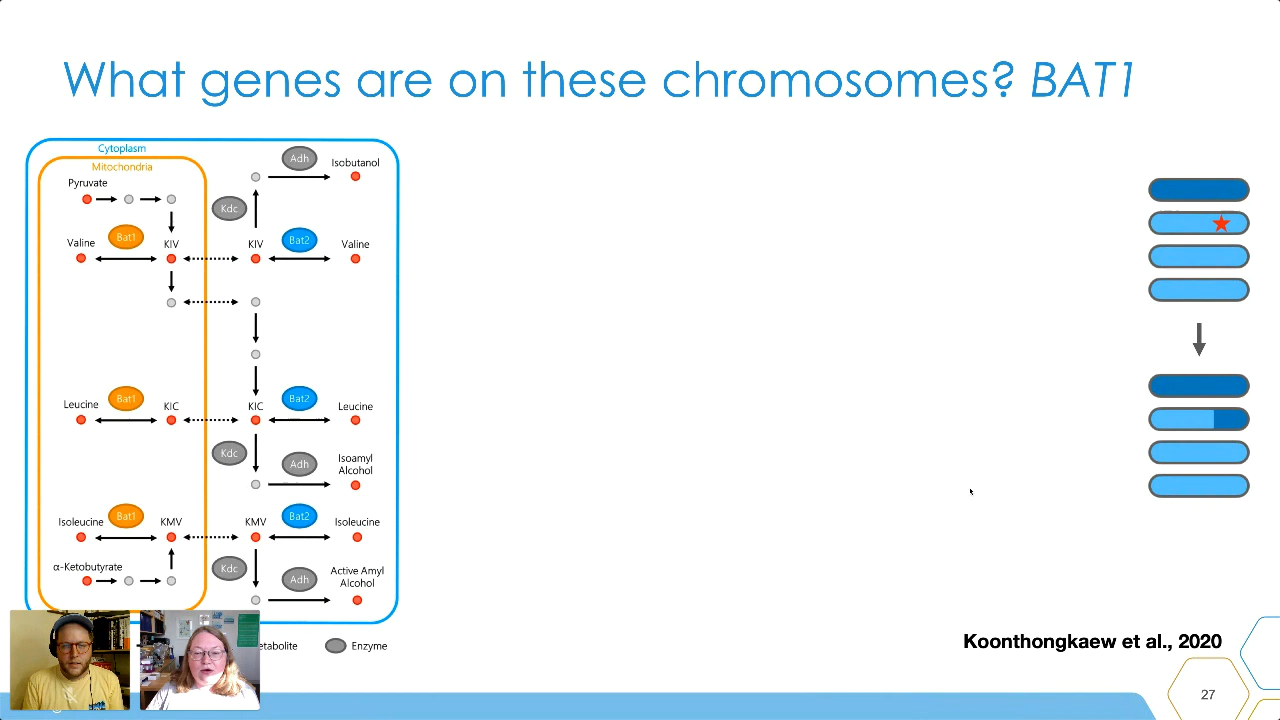 What genes are on these chromosomes? BAT1
Cytoplasm
Mitochondria
Pyruvate
Adh
Isobutanol
Kdc
Valine
Bat1
KIV
KIV
Bat2
Valine
Leucine
Bat1
KIC
KIC
Bat2
Leucine
Kdc
Adh
Isoamyl
Alcohol
Isoleucine
Bat1
KMV
KMV
Bat2
Isoleucine
α-Ketobutyrate
Kdc
Adh
Active Amyl
Alcohol
etabolite
Enzyme
Koonthongkaew et al., 2020
27